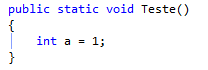 public static void Teste()
{
    int a = 1;
}